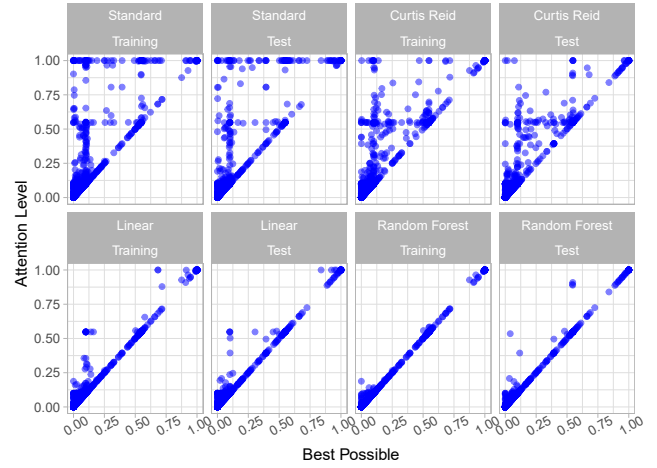 Standard Standard Curtis Reid Curtis Reid
Training Test Training Test
1.00
0.75
0.50
0.25
0.00
Linear Linear Random Forest Random Forest
Training Test Training Test
1.00
0.75
0.50
0.25
0.00
0.00 0.25 0.50 0.75 1.00 0.00 0.25 0.50 0.75 1.00 0.00 0.25 0.50 0.75 1.00 0.00 0.25 0.50 0.75 1.00
Attention Level
Best Possible